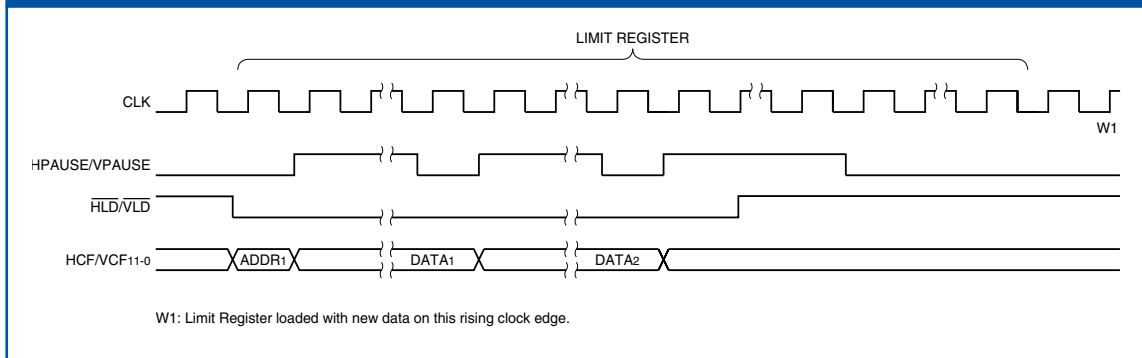 LIMIT REGISTER
CLK
W1
HPAUSE/VPAUSE
HLD/VLD
HCF/VCF11-0
ADDR1
DATA1
DATA2
W1: Limit Register loaded with new data on this rising clock edge.